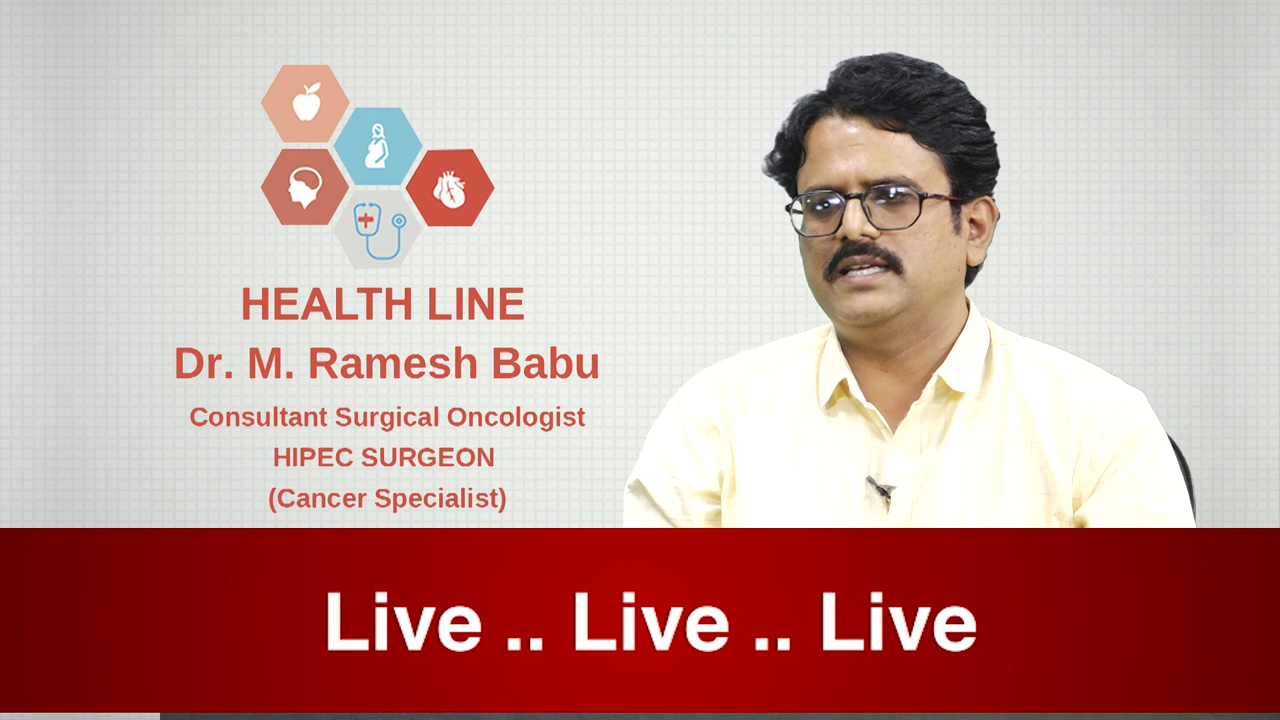 HEALTH LINE
Dr. M. Ramesh Babu
Consultant Surgical Oncologist
HIPEC SURGEON
(Cancer Specialist)
Live .. Live .. Live